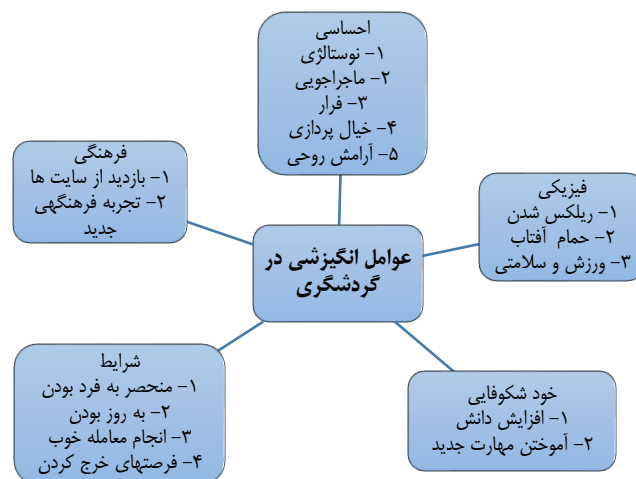 احساسی
۱- نوستالژی
۲- ماجراجویی
۳- فرار
۴- خیال پردازی
۵- آرامش روحی
فرهنگی
۱- بازدید از سایت ها
۲- تجربه فرهنگهی
جدید
فیزیکی
۱- ریلکس شدن
۲- حمام آفتاب
۳- ورزش و سلامتی
عوامل انگیزشی در
گردشگری
شرایط
۱- منحصر به فرد بودن
۲- به روز بودن
۳- انجام معامله خوب
۴- فرصتهای خرج کردن
خود شکوفایی
۱- افزایش دانش
۲- آموختن مهارت جدید